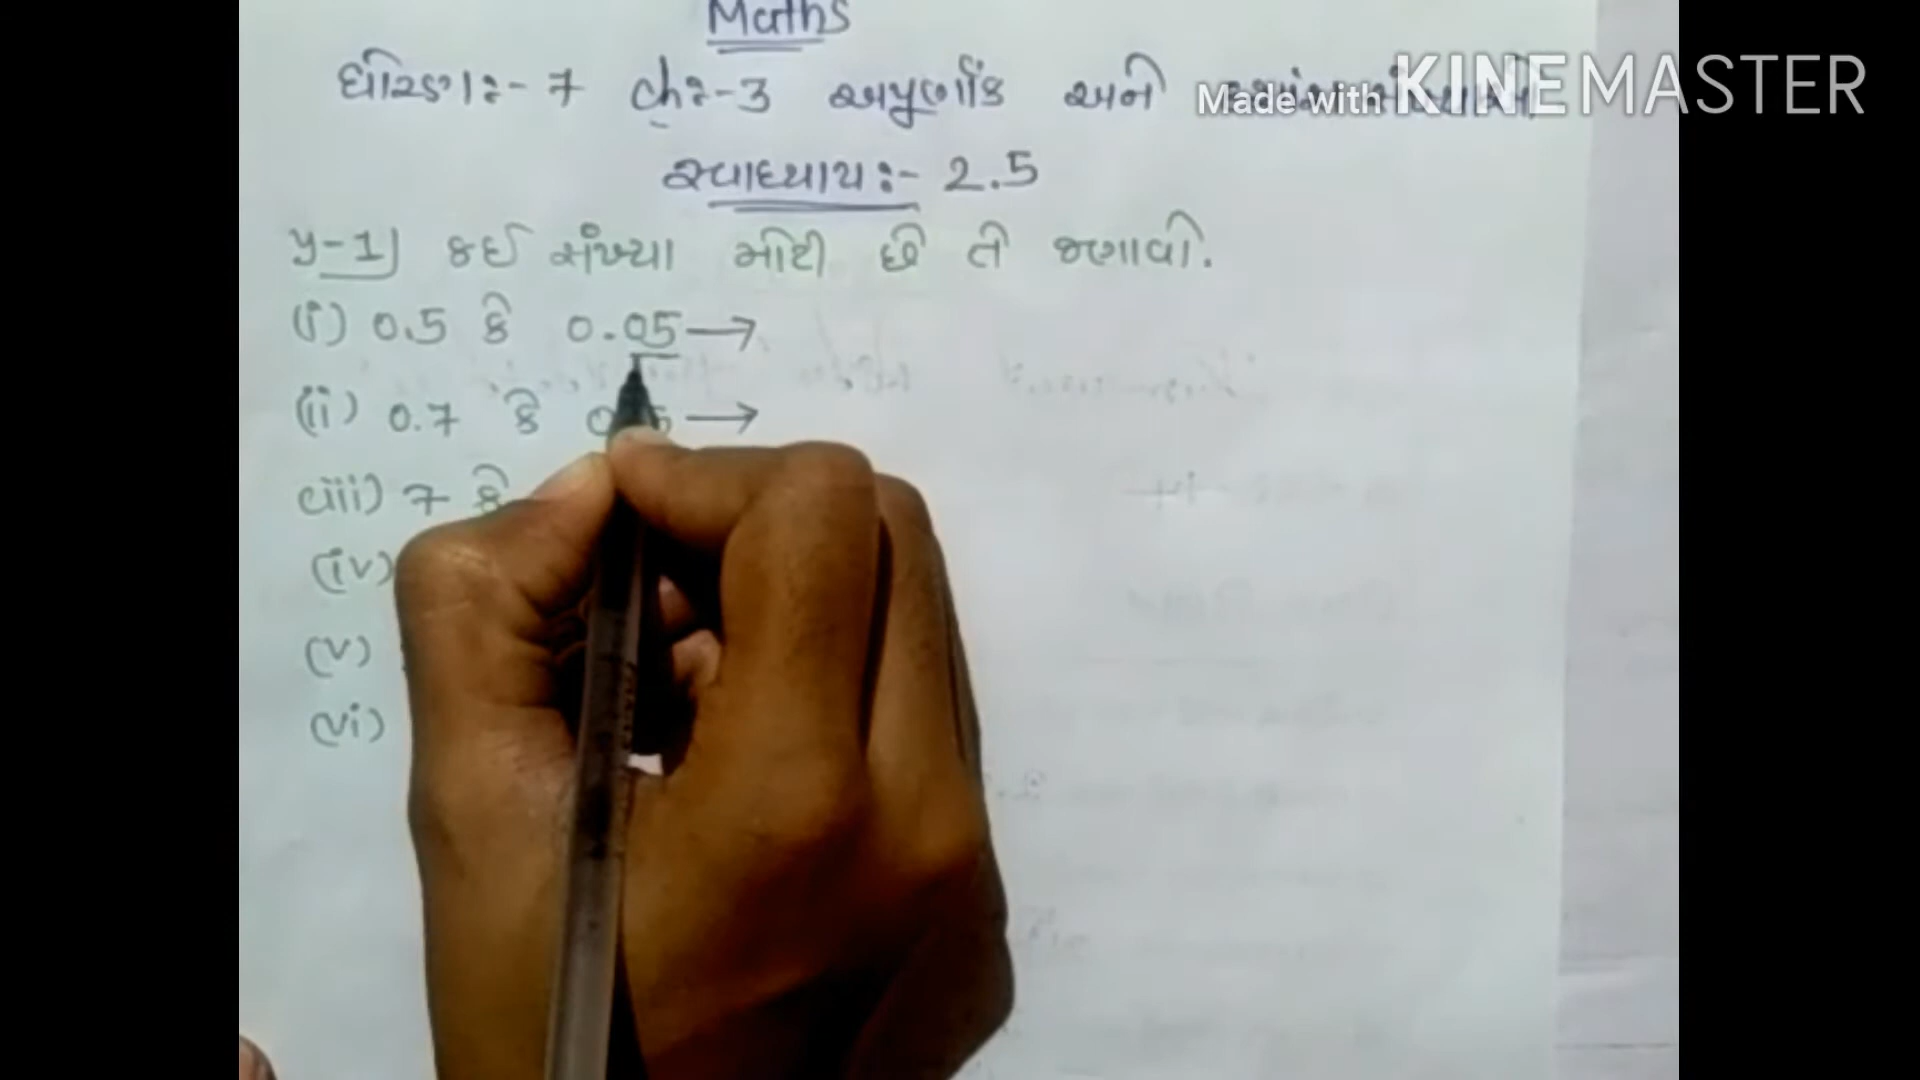 Maths
ધોરણ:- 7 ch:-3 અપૂર્ણાંક અને
Made with KINEMASTER
સ્વાધ્યાય:- 2.5
પ્ર-1) કઈ સંખ્યા મોટી છે તે જણાવો.
(i) 0.5 કે 0.05→
(ii) 0.7 કે →
(iii) 7 કે
(iv)
(v)
(vi)